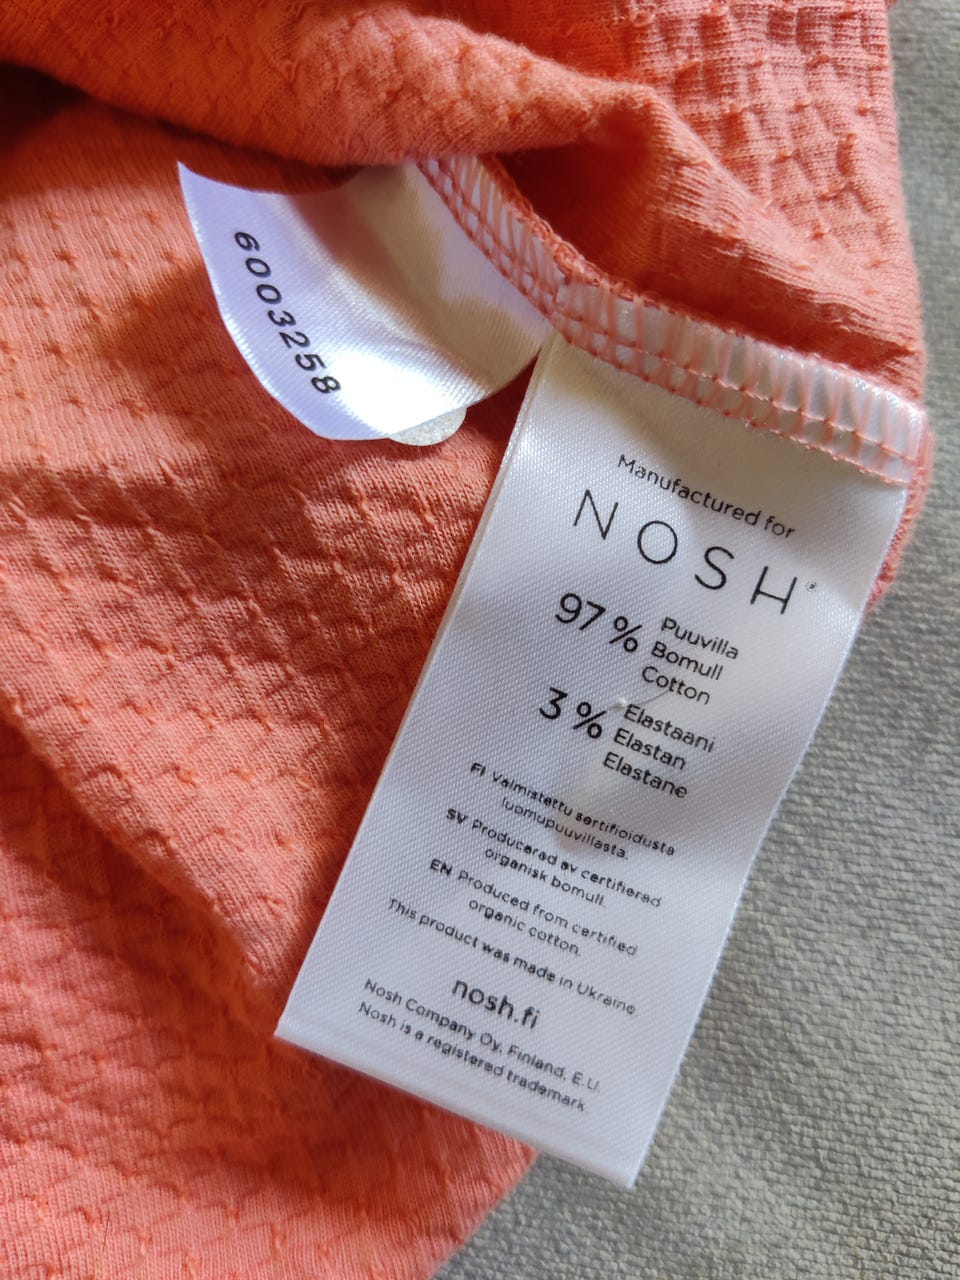 6003258
Manufactured for
NOSH®
97% Puuvilla
Bomull
Cotton
3% Elastaani
Elastan
Elastane
FI Valmistettu sertifioidusta
luomupuuvillasta.
SV Producerad av certifierad
organisk bomull.
EN Produced from certified
organic cotton.
This product was made in Ukraine
nosh.fi
Nosh Company Oy, Finland, E.U.
Nosh is a registered trademark